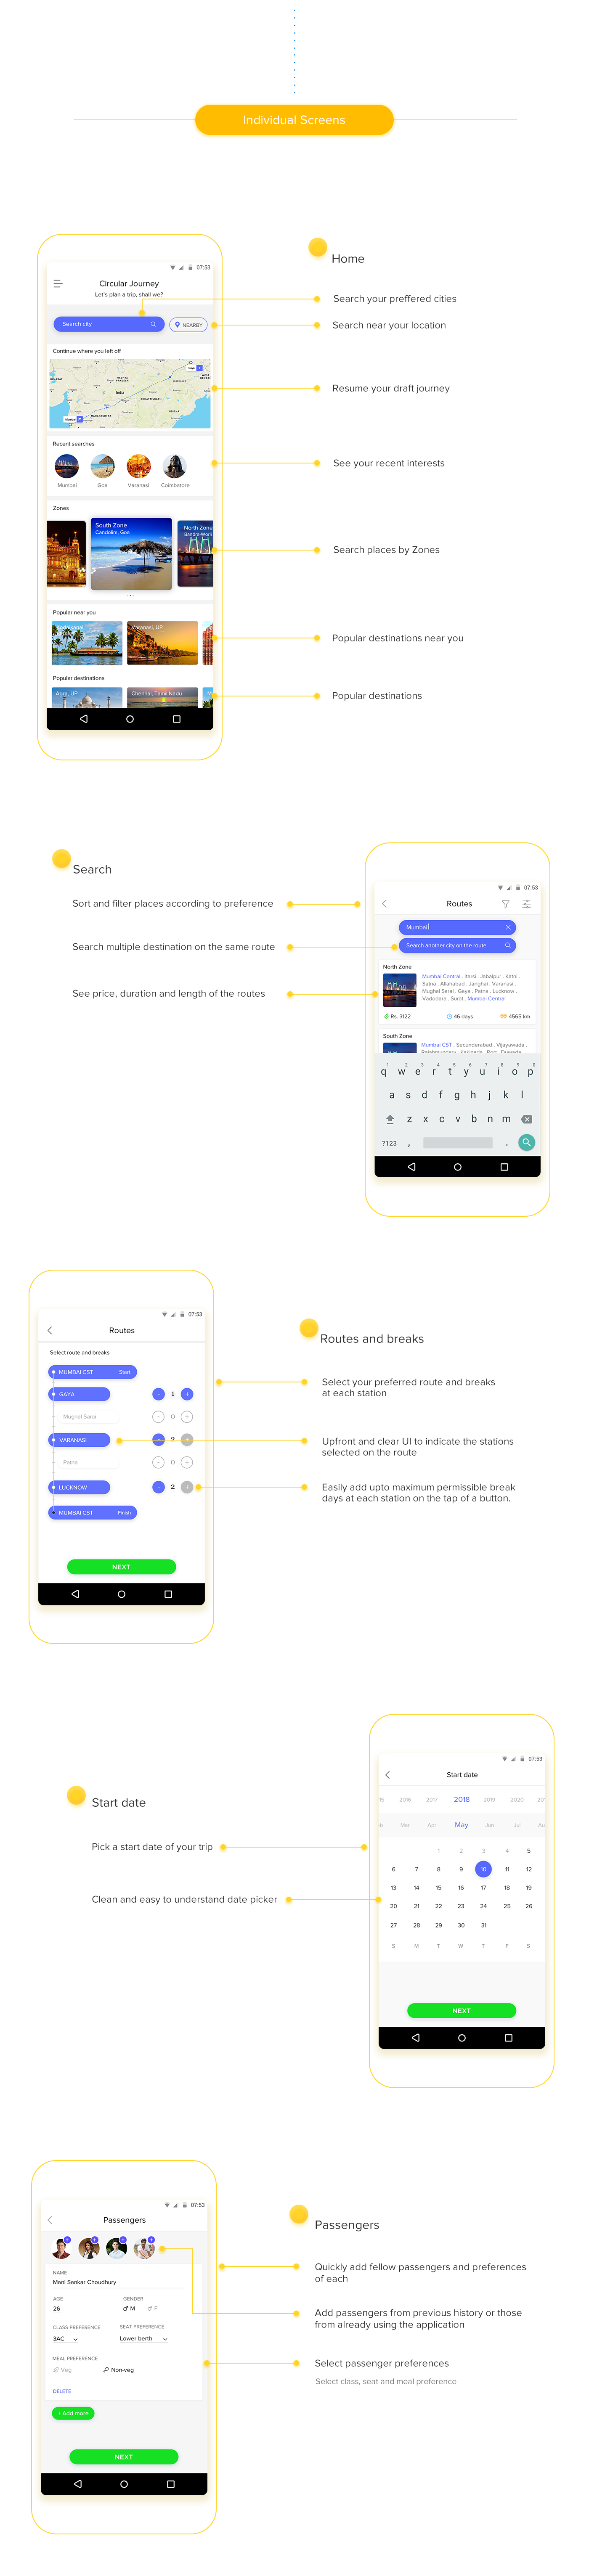 Individual Screens
Home
07:53
Circular Journey
Let's plan a trip, shall we?
Search city
NEARBY
Continue where you left off
India
Gaya
Mumbai
Recent searches
Mumbai
Goa
Varanasi
Coimbatore
Zones
South Zone
Candolim, Goa
North Zone
Popular near you
Varanasi, UP
Popular destinations
Agra, UP
Chennai, Tamil Nadu
Search your preffered cities
Search near your location
Resume your draft journey
See your recent interests
Search places by Zones
Popular destinations near you
Popular destinations
Search
Sort and filter places according to preference
Search multiple destination on the same route
See price, duration and length of the routes
07:53
Routes
Mumbai
Search another city on the route
North Zone
Mumbai Central . Itarsi . Jabalpur . Katni .
Satna . Allahabad . Janghai . Varanasi .
Mughal Sarai . Gaya . Patna . Lucknow .
Vadodara . Surat . Mumbai Central
Rs. 3122
46 days
4565 km
South Zone
Mumbai CST . Secunderabad . Vijayawada .
1 2 3 4 5 6 7 8 9 0
q w e r t y u i o p
a s d f g h j k l
z x c v b n m
?123 , .
07:53
Routes
Select route and breaks
MUMBAI CST Start
GAYA - 1 +
Mughal Sarai - 0 +
VARANASI - 2 +
Patna - 0 +
LUCKNOW - 2 +
MUMBAI CST Finish
NEXT
Routes and breaks
Select your preferred route and breaks
at each station
Upfront and clear UI to indicate the stations
selected on the route
Easily add upto maximum permissible break
days at each station on the tap of a button.
Start date
Pick a start date of your trip
Clean and easy to understand date picker
07:53
Start date
15 2016 2017 2018 2019 2020 20
b Mar Apr May Jun Jul Au
1 2 3 4 5
6 7 8 9 10 11 12
13 14 15 16 17 18 19
20 21 22 23 24 25 26
27 28 29 30 31
S M T W T F S
NEXT
07:53
Passengers
NAME
Mani Sankar Choudhury
AGE
GENDER
26
M F
CLASS PREFERENCE
SEAT PREFERENCE
3AC
Lower berth
MEAL PREFERENCE
Veg
Non-veg
DELETE
+ Add more
NEXT
Passengers
Quickly add fellow passengers and preferences
of each
Add passengers from previous history or those
from already using the application
Select passenger preferences
Select class, seat and meal preference